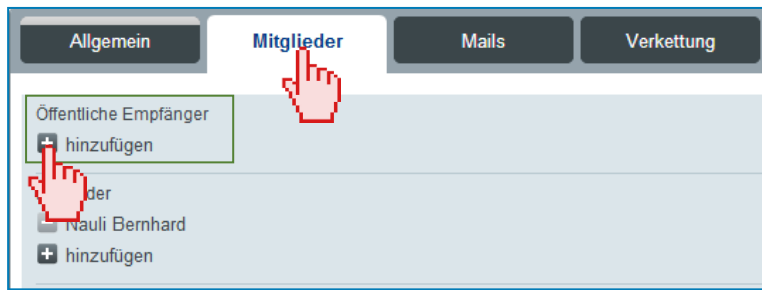 Allgemein Mitglieder Mails Verkettung
Öffentliche Empfänger
hinzufügen
Nauli Bernhard
hinzufügen